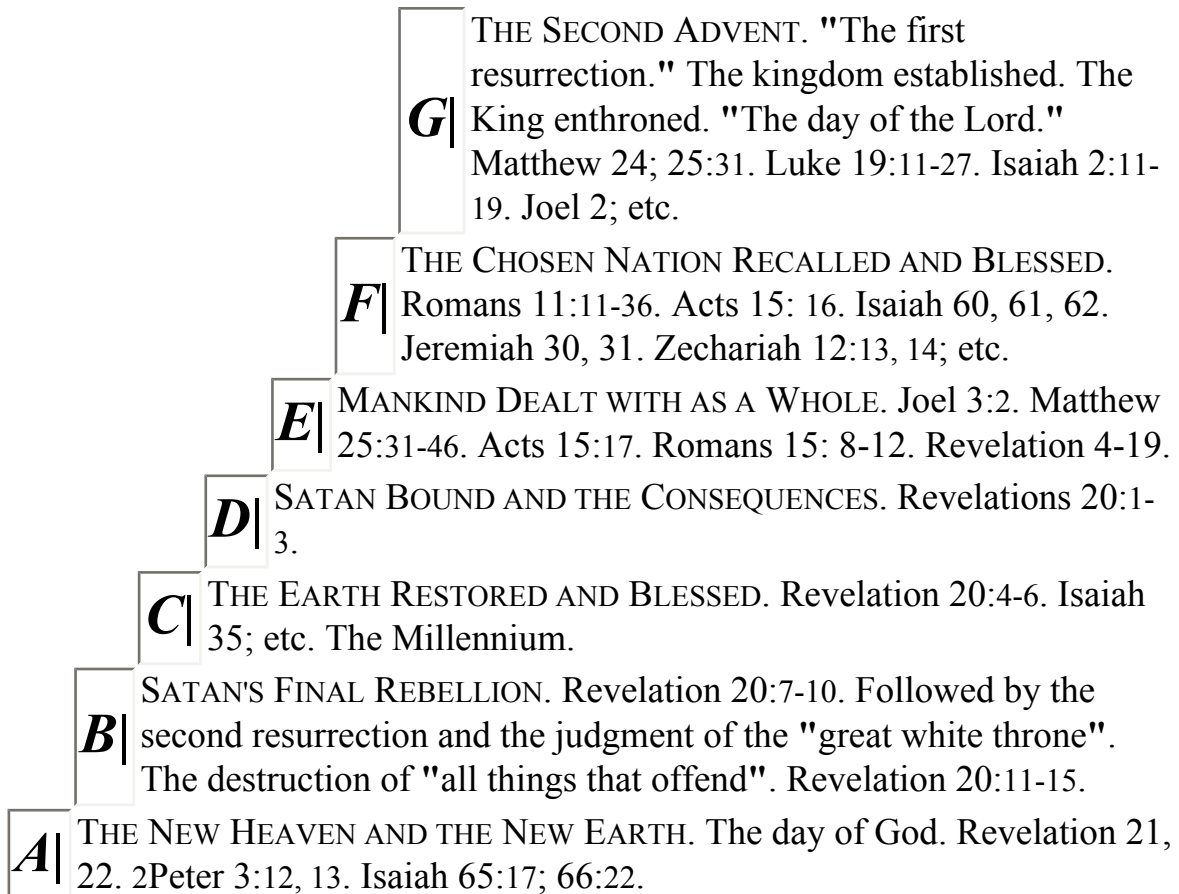 THE SECOND ADVENT. "The first
resurrection." The kingdom established. The
G| King enthroned. "The day of the Lord."
Matthew 24; 25:31. Luke 19:11-27. Isaiah 2:11-
19. Joel 2; etc.
THE CHOSEN NATION RECALLED AND BLESSED.
F| Romans 11:11-36. Acts 15: 16. Isaiah 60, 61, 62.
Jeremiah 30, 31. Zechariah 12:13, 14; etc.
E| MANKIND DEALT WITH AS A WHOLE. Joel 3:2. Matthew
25:31-46. Acts 15:17. Romans 15: 8-12. Revelation 4-19.
D| SATAN BOUND AND THE CONSEQUENCES. Revelations 20:1-
3.
C| THE EARTH RESTORED AND BLESSED. Revelation 20:4-6. Isaiah
35; etc. The Millennium.
SATAN'S FINAL REBELLION. Revelation 20:7-10. Followed by the
B| second resurrection and the judgment of the "great white throne".
The destruction of "all things that offend". Revelation 20:11-15.
A| THE NEW HEAVEN AND THE NEW EARTH. The day of God. Revelation 21,
22. 2Peter 3:12, 13. Isaiah 65:17; 66:22.